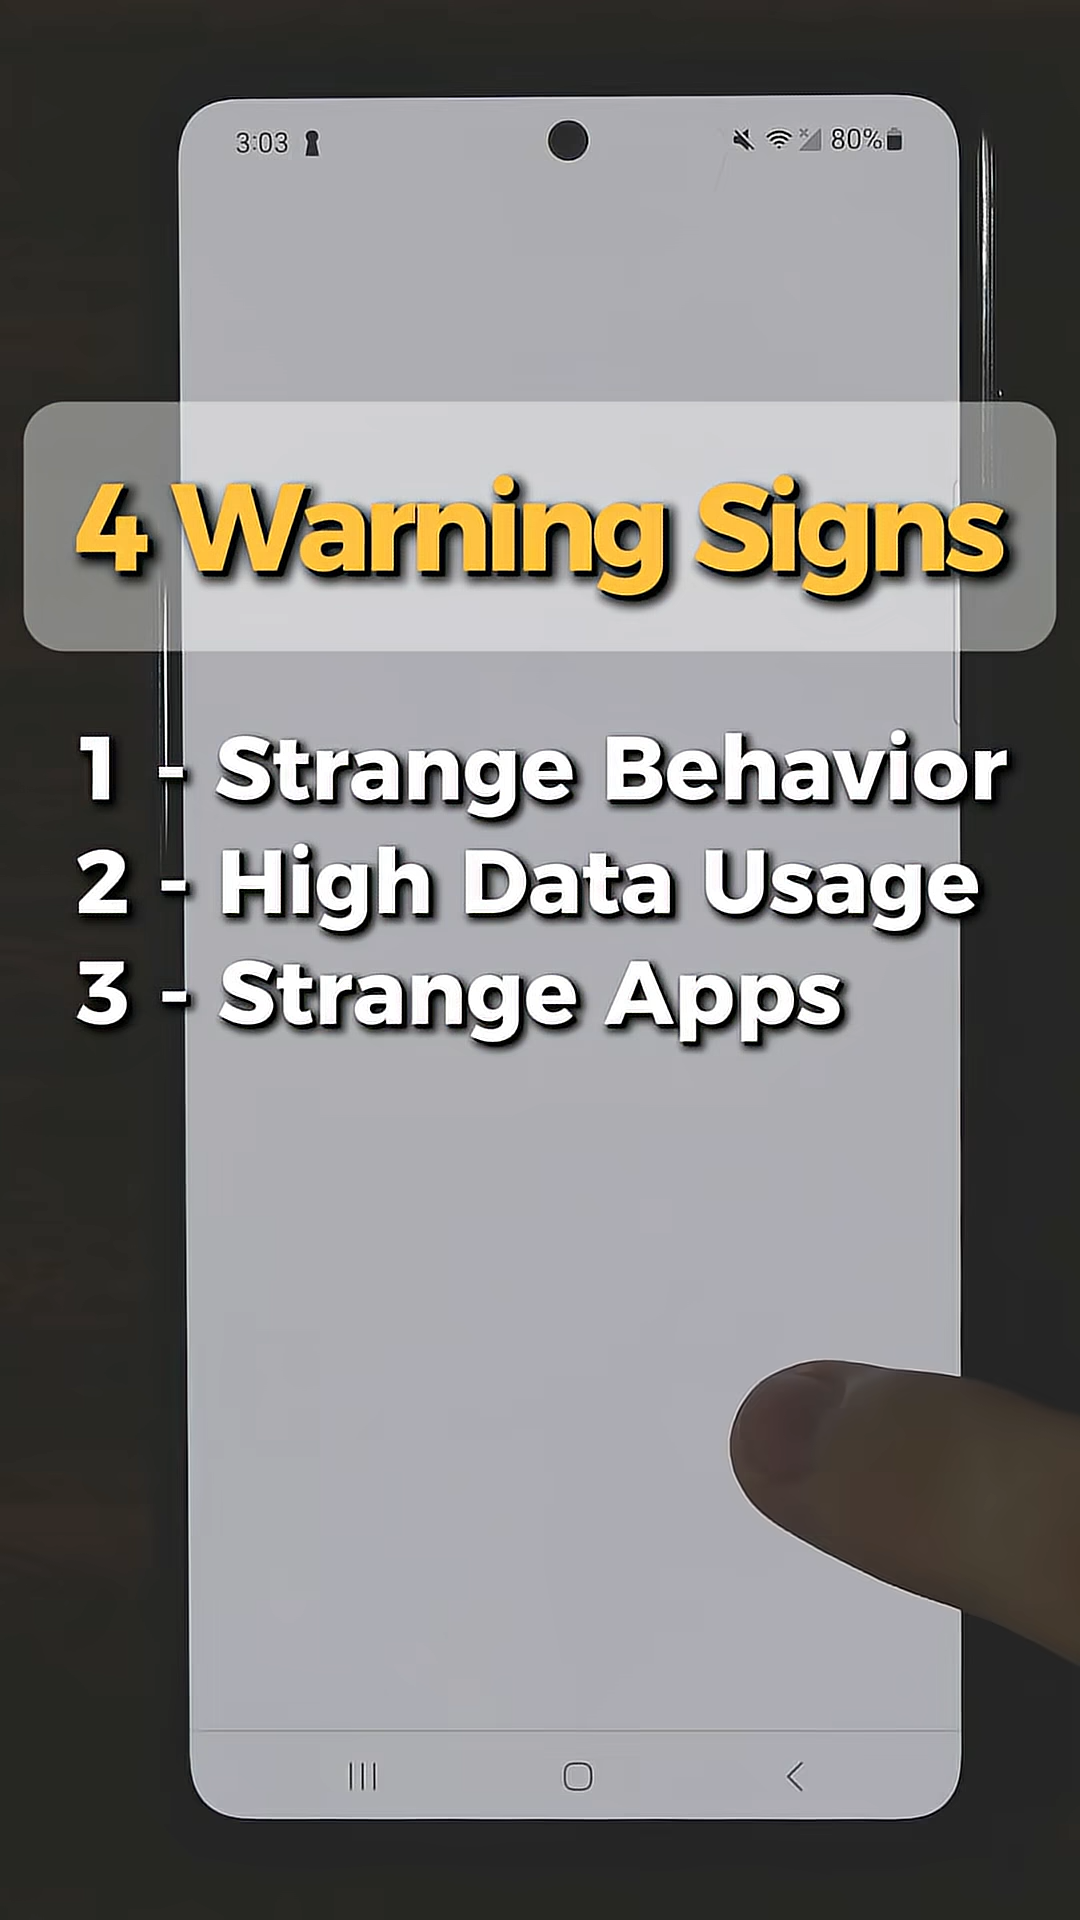 3:03
80%
4 Warning Signs
1 - Strange Behavior
2 - High Data Usage
3 - Strange Apps